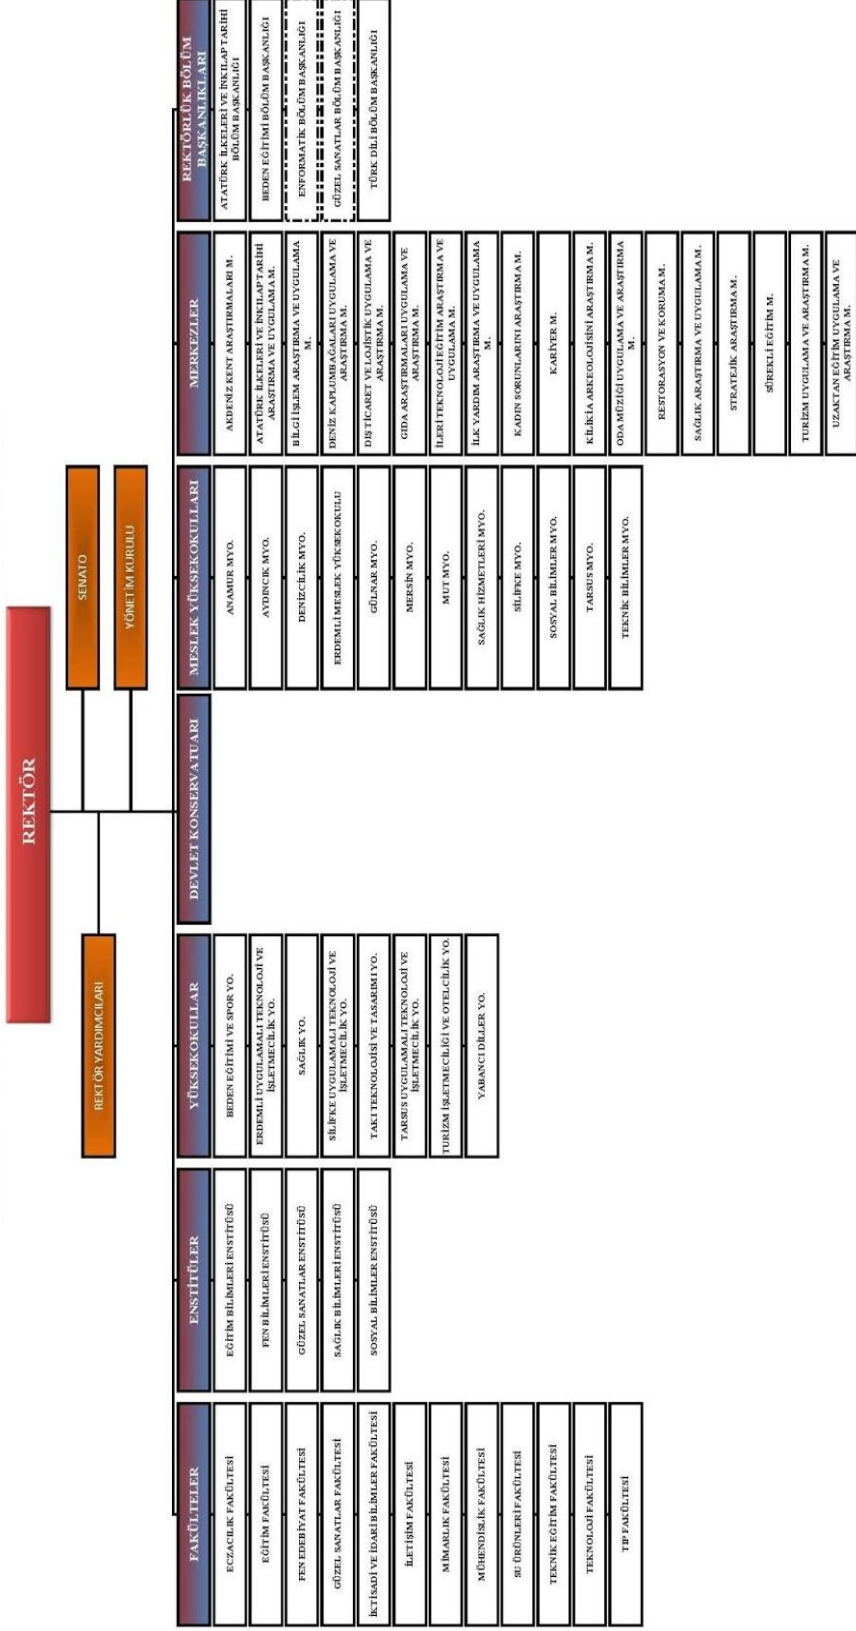 REKTÖR
REKTÖR YARDIMCILARI
SENATO
YÖNETİM KURULU
FAKÜLTELER
ECZACILIK FAKÜLTESİ
EĞİTİM FAKÜLTESİ
FEN EDEBİYAT FAKÜLTESİ
GÜZEL SANATLAR FAKÜLTESİ
İKTİSADİ VE İDARİ BİLİMLER FAKÜLTESİ
İLETİŞİM FAKÜLTESİ
MİMARLIK FAKÜLTESİ
MÜHENDİSLİK FAKÜLTESİ
SU ÜRÜNLERİ FAKÜLTESİ
TEKNİK EĞİTİM FAKÜLTESİ
TEKNOLOJİ FAKÜLTESİ
TIP FAKÜLTESİ
ENSTİTÜLER
EĞİTİM BİLİMLERİ ENSTİTÜSÜ
FEN BİLİMLERİ ENSTİTÜSÜ
GÜZEL SANATLAR ENSTİTÜSÜ
SAĞLIK BİLİMLERİ ENSTİTÜSÜ
SOSYAL BİLİMLER ENSTİTÜSÜ
YÜKSEKOKULLAR
BEDEN EĞİTİMİ VE SPOR YO.
ERDEMLİ UYGULAMALI TEKNOLOJİ VE
İŞLETMECİLİK YO.
SAĞLIK YO.
SİLİFKE UYGULAMALI TEKNOLOJİ VE
İŞLETMECİLİK YO.
TAKI TEKNOLOJİSİ VE TASARIMI YO.
TARSUS UYGULAMALI TEKNOLOJİ VE
İŞLETMECİLİK YO.
TURİZM İŞLETMECİLİĞİ VE OTELCİLİK YO.
YABANCI DİLLER YO.
DEVLET KONSERVATUARI
MESLEK YÜKSEKOKULLARI
ANAMUR MYO.
AYDINCIK MYO.
DENİZCİLİK MYO.
ERDEMLİ MESLEK YÜKSEKOKULU
GÜLNAR MYO.
MERSİN MYO.
MUT MYO.
SAĞLIK HİZMETLERİ MYO.
SİLİFKE MYO.
SOSYAL BİLİMLER MYO.
TARSUS MYO.
TEKNİK BİLİMLER MYO.
MERKEZLER
AKDENİZ KENT ARAŞTIRMALARI M.
ATATÜRK İLKELERİ VE İNKILAP TARİHİ
ARAŞTIRMA VE UYGULAMA M.
BİLGİ İŞLEM ARAŞTIRMA VE UYGULAMA
M.
DENİZ KAPLUMBAĞALARI UYGULAMA VE
ARAŞTIRMA M.
DIŞ TİCARET VE LOJİSTİK UYGULAMA VE
ARAŞTIRMA M.
GIDA ARAŞTIRMALARI UYGULAMA VE
ARAŞTIRMA M.
İLERİ TEKNOLOJİ EĞİTİM ARAŞTIRMA VE
UYGULAMA M.
İLK YARDIM ARAŞTIRMA VE UYGULAMA
M.
KADIN SORUNLARINI ARAŞTIRMA M.
KARİYER M.
KİLİKIA ARKEOLOJİSİNİ ARAŞTIRMA M.
ODA MÜZİĞİ UYGULAMA VE ARAŞTIRMA
M.
RESTORASYON VE KORUMA M.
SAĞLIK ARAŞTIRMA VE UYGULAMA M.
STRATEJİK ARAŞTIRMA M.
SÜREKLİ EĞİTİM M.
TURİZM UYGULAMA VE ARAŞTIRMA M.
UZAKTAN EĞİTİM UYGULAMA VE
ARAŞTIRMA M.
REKTÖRLÜK BÖLÜM
BAŞKANLIKLARI
ATATÜRK İLKELERİ VE İNKILAP TARİHİ
BÖLÜM BAŞKANLIĞI
BEDEN EĞİTİMİ BÖLÜM BAŞKANLIĞI
ENFORMATİK BÖLÜM BAŞKANLIĞI
GÜZEL SANATLAR BÖLÜM BAŞKANLIĞI
TÜRK DİLİ BÖLÜM BAŞKANLIĞI